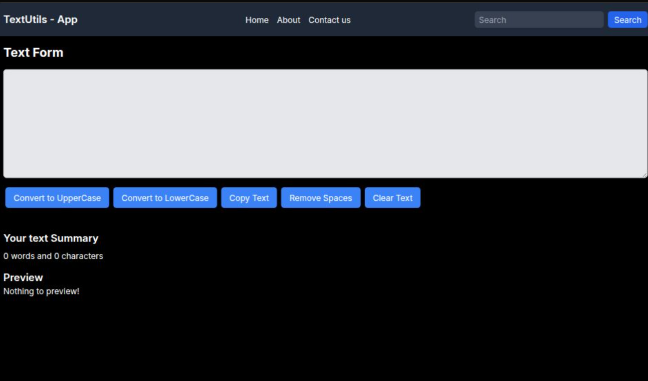 TextUtils - App
Home About Contact us
Search Search
Text Form
Convert to UpperCase Convert to LowerCase Copy Text Remove Spaces Clear Text
Your text Summary
0 words and 0 characters
Preview
Nothing to preview!